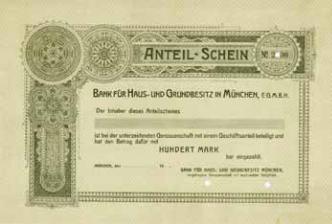 ANTEIL-SCHEIN
BANK FÜR HAUS- UND GRUNDBESITZ IN MÜNCHEN, E.G.M.B.H.
Der Inhaber dieses Anteilscheines
ist bei der unterzeichneten Genossenschaft mit einem Geschäftsanteil beteiligt und
hat den Betrag dafür mit
HUNDERT MARK
bar einbezahlt.
MÜNCHEN, den 19
BANK FÜR HAUS- UND GRUNDBESITZ MÜNCHEN,